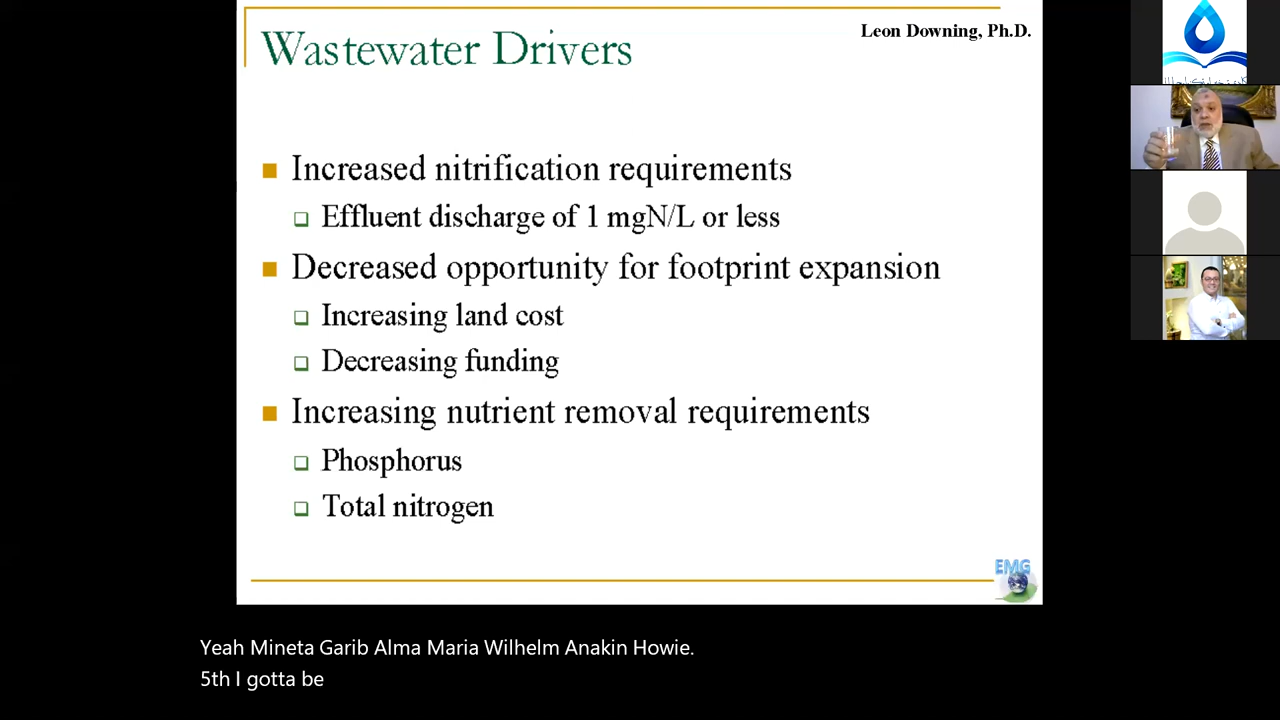 Leon Downing, Ph.D.
Wastewater Drivers
Increased nitrification requirements
Effluent discharge of 1 mgN/L or less
Decreased opportunity for footprint expansion
Increasing land cost
Decreasing funding
Increasing nutrient removal requirements
Phosphorus
Total nitrogen
EMG
Yeah Mineta Garib Alma Maria Wilhelm Anakin Howie.
5th I gotta be